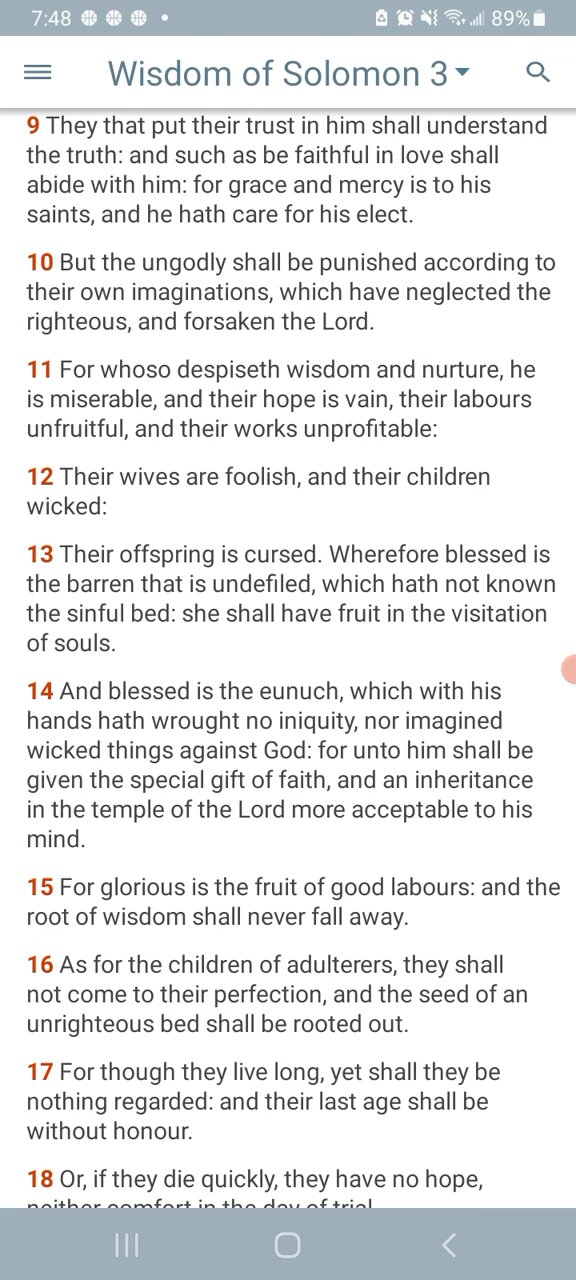 7:48
89%
Wisdom of Solomon 3
9 They that put their trust in him shall understand
the truth: and such as be faithful in love shall
abide with him: for grace and mercy is to his
saints, and he hath care for his elect.
10 But the ungodly shall be punished according to
their own imaginations, which have neglected the
righteous, and forsaken the Lord.
11 For whoso despiseth wisdom and nurture, he
is miserable, and their hope is vain, their labours
unfruitful, and their works unprofitable:
12 Their wives are foolish, and their children
wicked:
13 Their offspring is cursed. Wherefore blessed is
the barren that is undefiled, which hath not known
the sinful bed: she shall have fruit in the visitation
of souls.
14 And blessed is the eunuch, which with his
hands hath wrought no iniquity, nor imagined
wicked things against God: for unto him shall be
given the special gift of faith, and an inheritance
in the temple of the Lord more acceptable to his
mind.
15 For glorious is the fruit of good labours: and the
root of wisdom shall never fall away.
16 As for the children of adulterers, they shall
not come to their perfection, and the seed of an
unrighteous bed shall be rooted out.
17 For though they live long, yet shall they be
nothing regarded: and their last age shall be
without honour.
18 Or, if they die quickly, they have no hope,
neither comfort in the day of trial